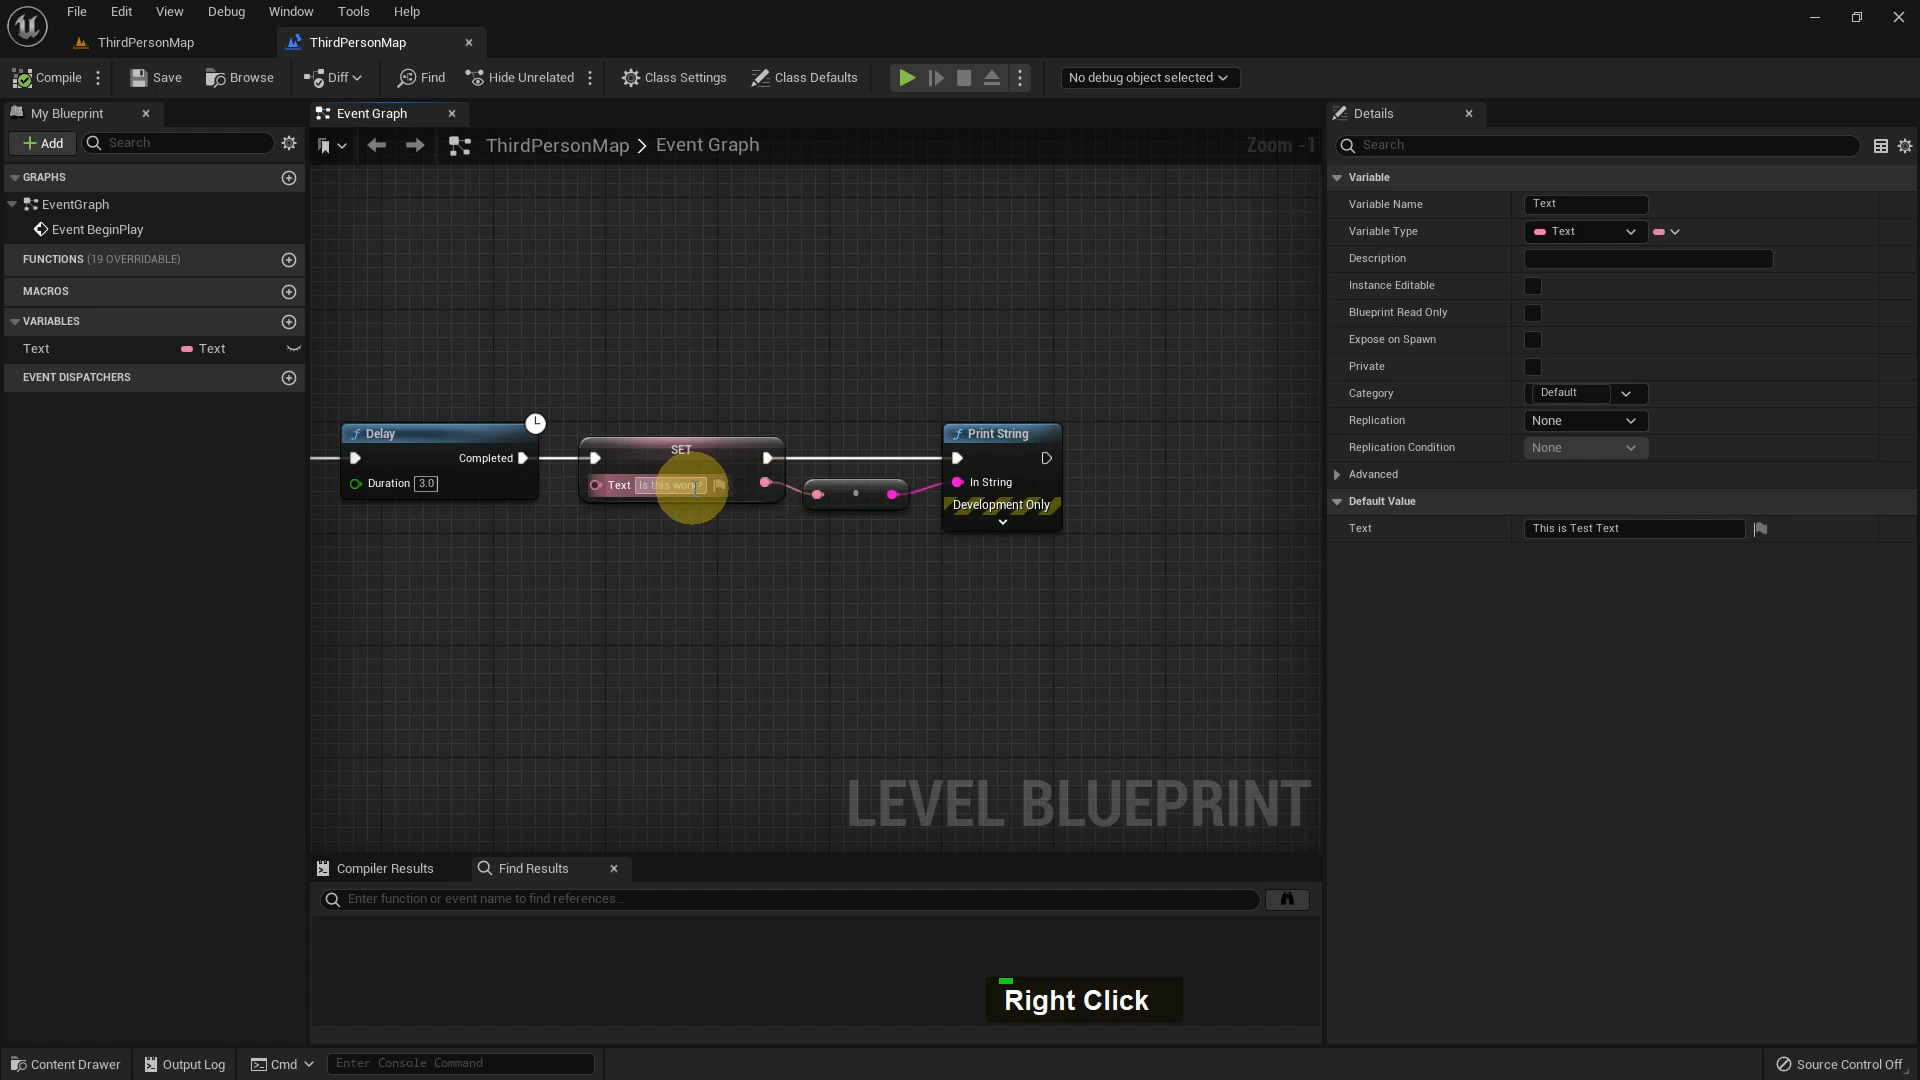 File Edit View Debug Window Tools Help
ThirdPersonMap
ThirdPersonMap
Compile Save Browse Diff Find Hide Unrelated Class Settings Class Defaults No debug object selected
My Blueprint
Event Graph
Details
Add Search
ThirdPersonMap > Event Graph
Zoom -1
Search
GRAPHS
EventGraph
Event BeginPlay
FUNCTIONS (19 OVERRIDABLE)
MACROS
VARIABLES
Text Text
EVENT DISPATCHERS
Delay
Completed
Duration 3.0
SET
Text Is this
Print String
In String
Development Only
LEVEL BLUEPRINT
Variable
Variable Name Text
Variable Type Text
Description
Instance Editable
Blueprint Read Only
Expose on Spawn
Private
Category Default
Replication None
Replication Condition None
Advanced
Default Value
Text This is Test Text
Compiler Results Find Results
Enter function or event name to find references...
Right Click
Content Drawer Output Log Cmd Enter Console Command Source Control Off